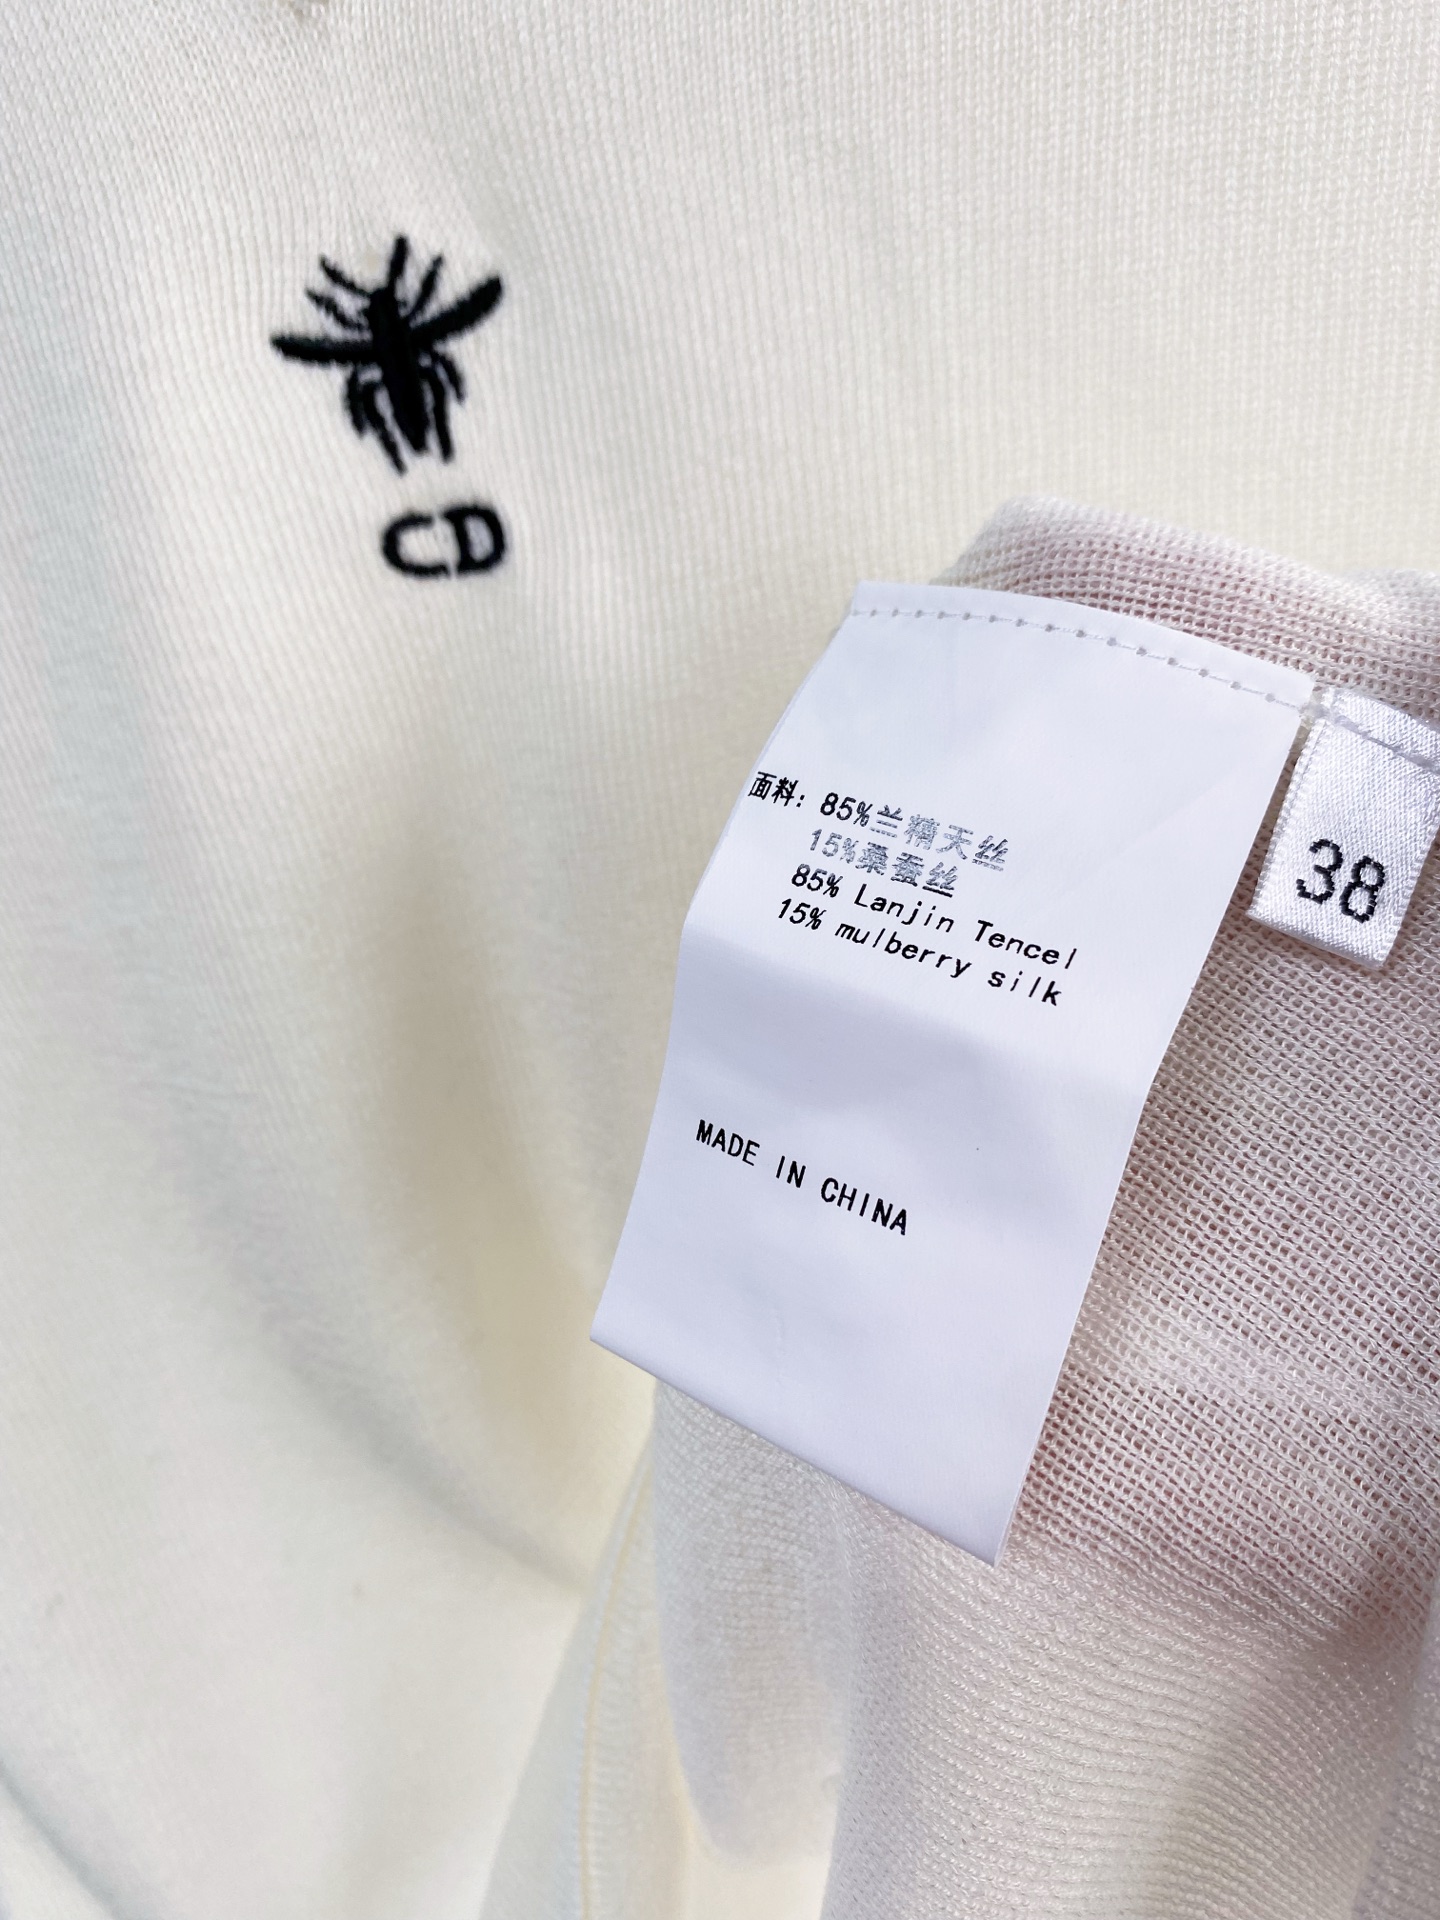 CD
面料: 85%兰精天丝
15%桑蚕丝
85% Lanjin Tencel
15% mulberry silk
MADE IN CHINA
38